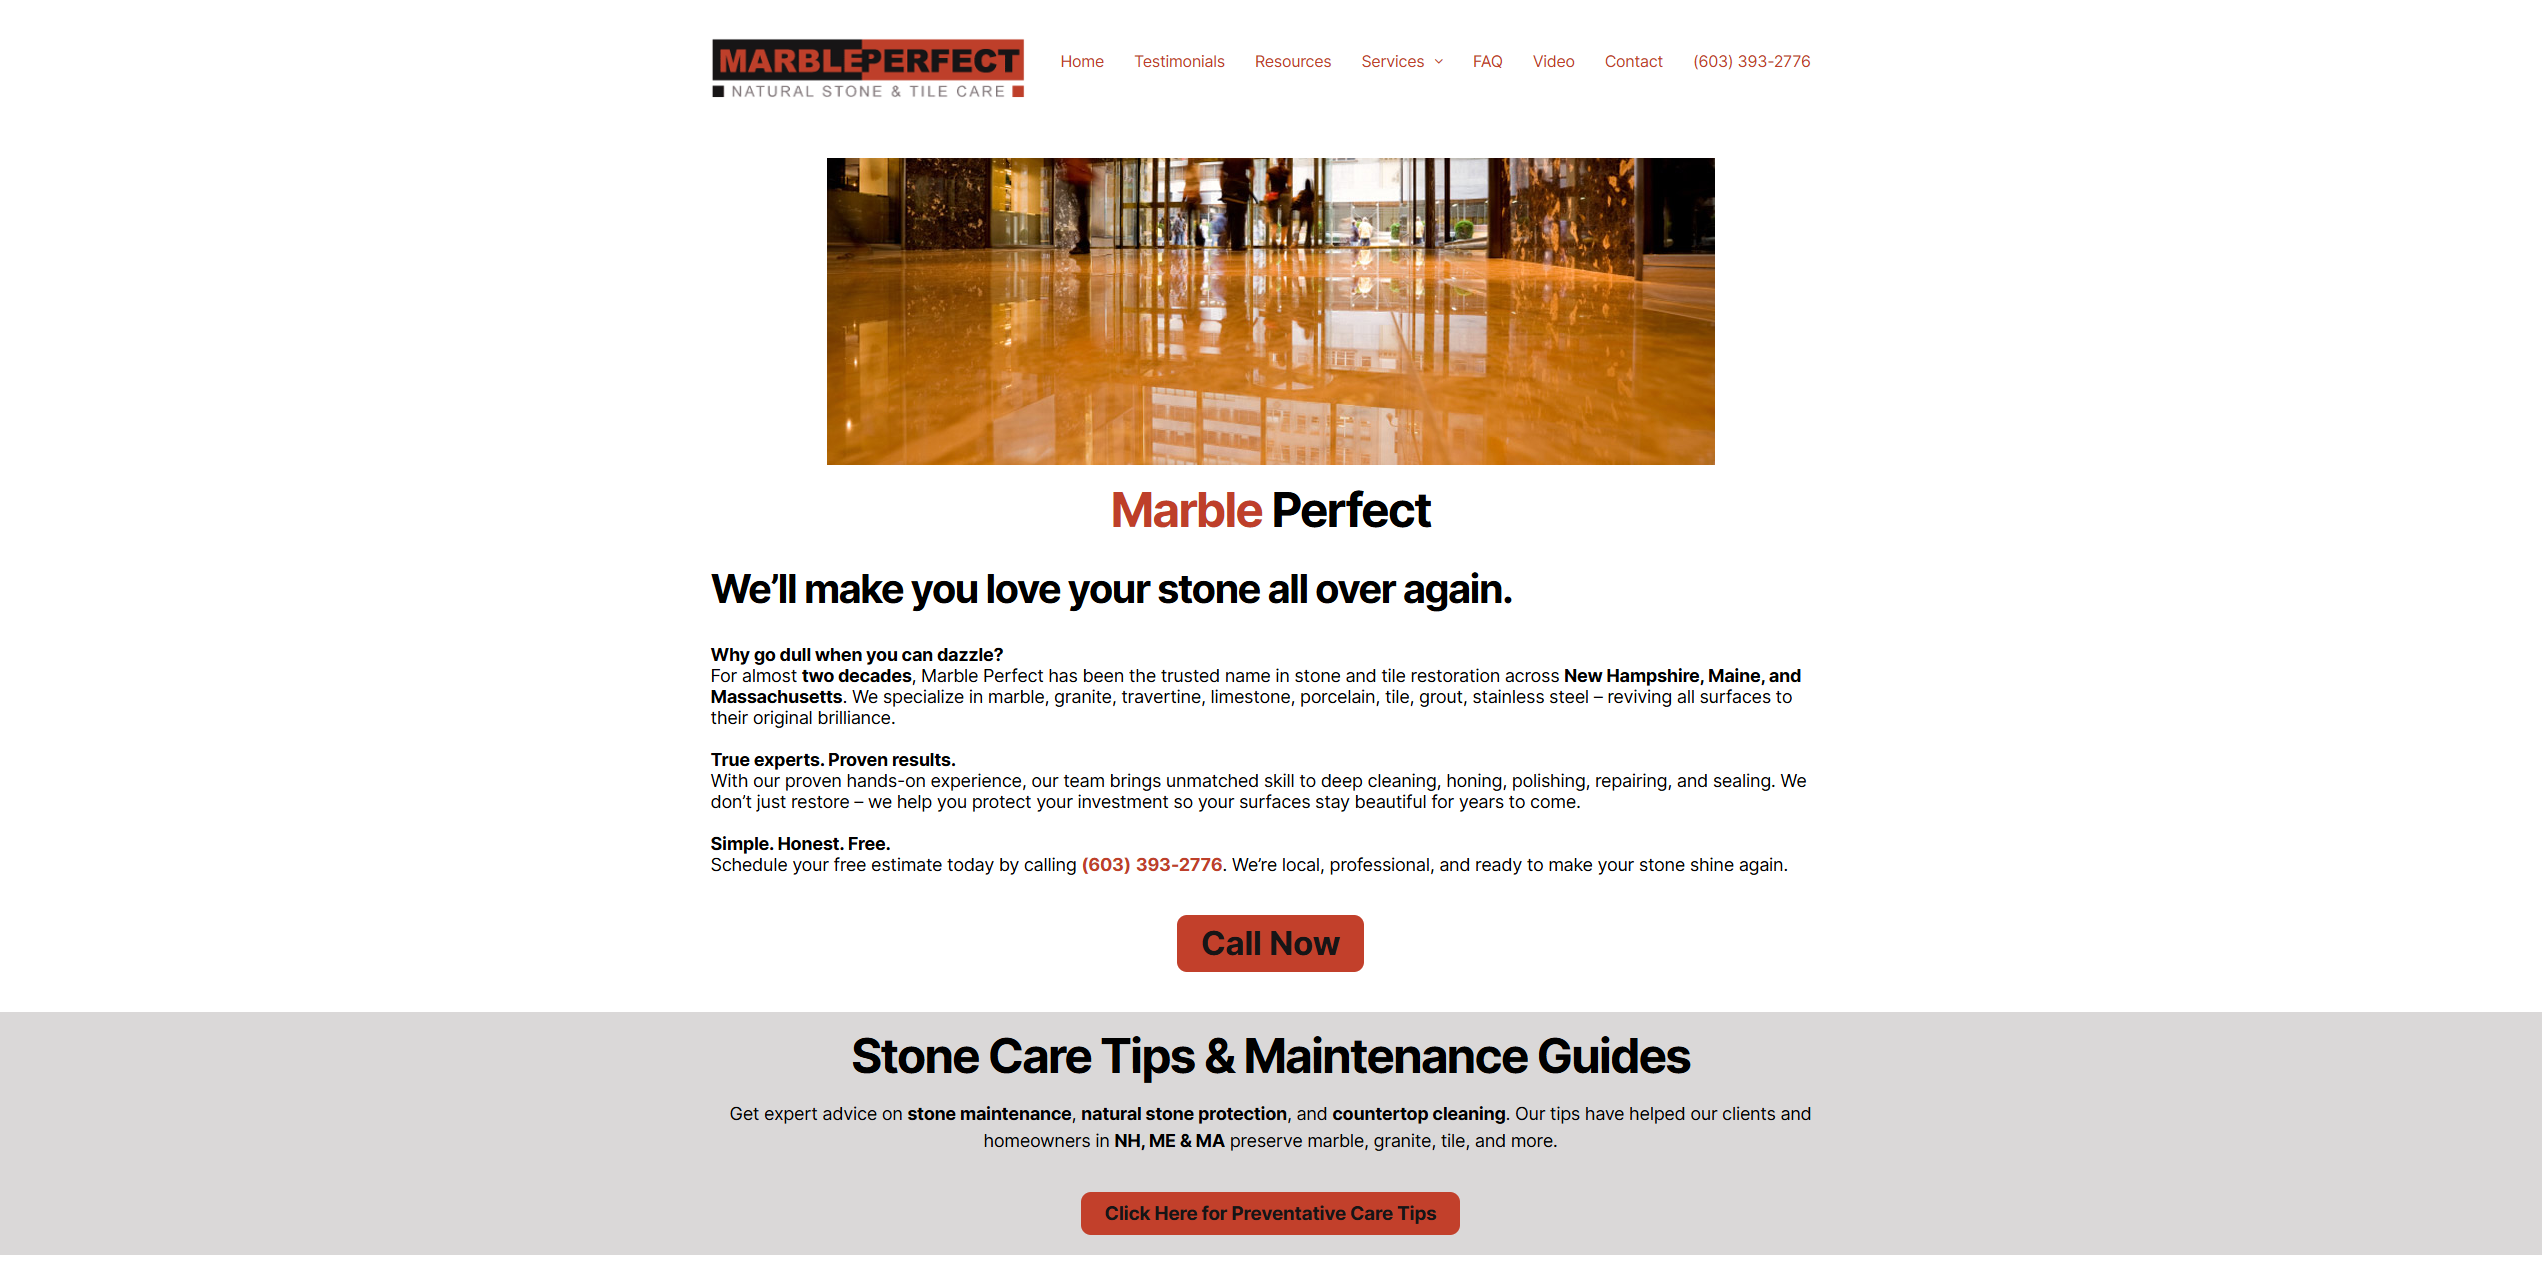 MARBLEPERFECT
NATURAL STONE & TILE CARE
Home Testimonials Resources Services FAQ Video Contact (603) 393-2776
Marble Perfect
We’ll make you love your stone all over again.
Why go dull when you can dazzle?
For almost two decades, Marble Perfect has been the trusted name in stone and tile restoration across New Hampshire, Maine, and
Massachusetts. We specialize in marble, granite, travertine, limestone, porcelain, tile, grout, stainless steel – reviving all surfaces to
their original brilliance.
True experts. Proven results.
With our proven hands-on experience, our team brings unmatched skill to deep cleaning, honing, polishing, repairing, and sealing. We
don’t just restore – we help you protect your investment so your surfaces stay beautiful for years to come.
Simple. Honest. Free.
Schedule your free estimate today by calling (603) 393-2776. We’re local, professional, and ready to make your stone shine again.
Call Now
Stone Care Tips & Maintenance Guides
Get expert advice on stone maintenance, natural stone protection, and countertop cleaning. Our tips have helped our clients and
homeowners in NH, ME & MA preserve marble, granite, tile, and more.
Click Here for Preventative Care Tips